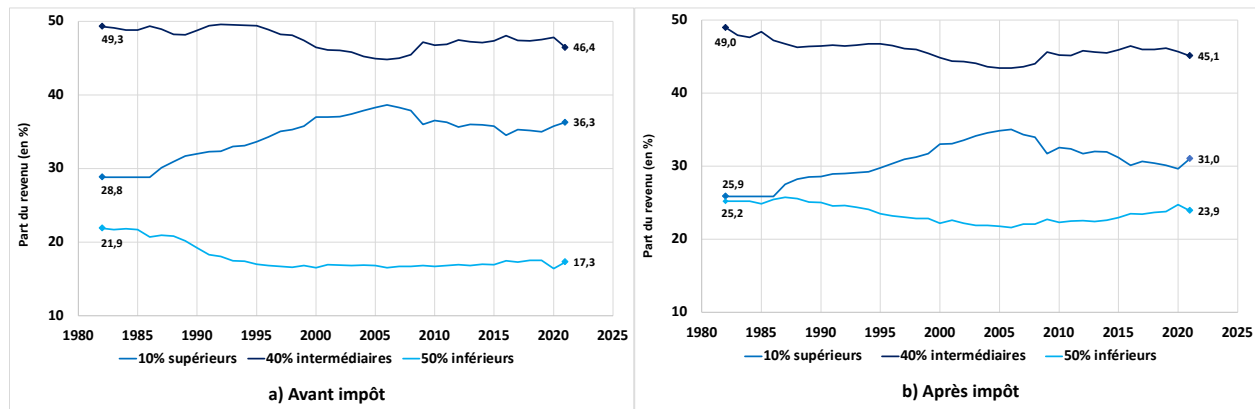 50
40
30
20
10
Part du revenu (en %)
49,3
28,8
21,9
46,4
36,3
17,3
1980 1985 1990 1995 2000 2005 2010 2015 2020 2025
10% supérieurs 40% intermédiaires 50% inférieurs
a) Avant impôt
50
40
30
20
10
Part du revenu (en %)
49,0
25,9
25,2
45,1
31,0
23,9
1980 1985 1990 1995 2000 2005 2010 2015 2020 2025
10% supérieurs 40% intermédiaires 50% inférieurs
b) Après impôt